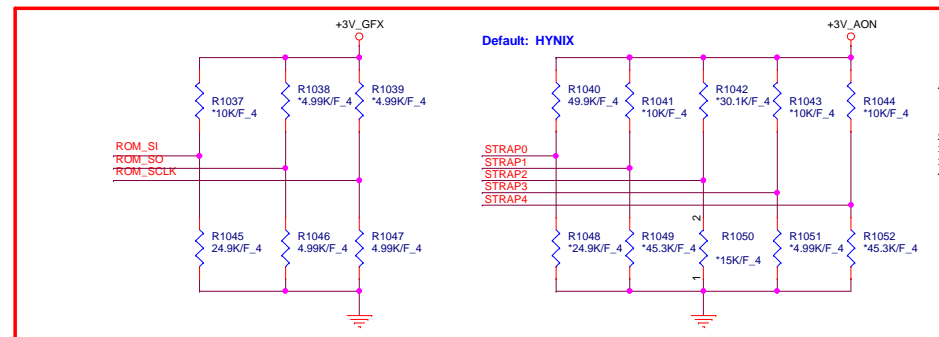 +3V_GFX
+3V_AON
Default: HYNIX
R1037
*10K/F_4
R1038
*4.99K/F_4
R1039
*4.99K/F_4
R1040
49.9K/F_4
R1041
*10K/F_4
R1042
*30.1K/F_4
R1043
*10K/F_4
R1044
*10K/F_4
ROM_SI
ROM_SO
ROM_SCLK
STRAP0
STRAP1
STRAP2
STRAP3
STRAP4
2
1
R1045
24.9K/F_4
R1046
4.99K/F_4
R1047
4.99K/F_4
R1048
*24.9K/F_4
R1049
*45.3K/F_4
R1050
*15K/F_4
R1051
*4.99K/F_4
R1052
*45.3K/F_4